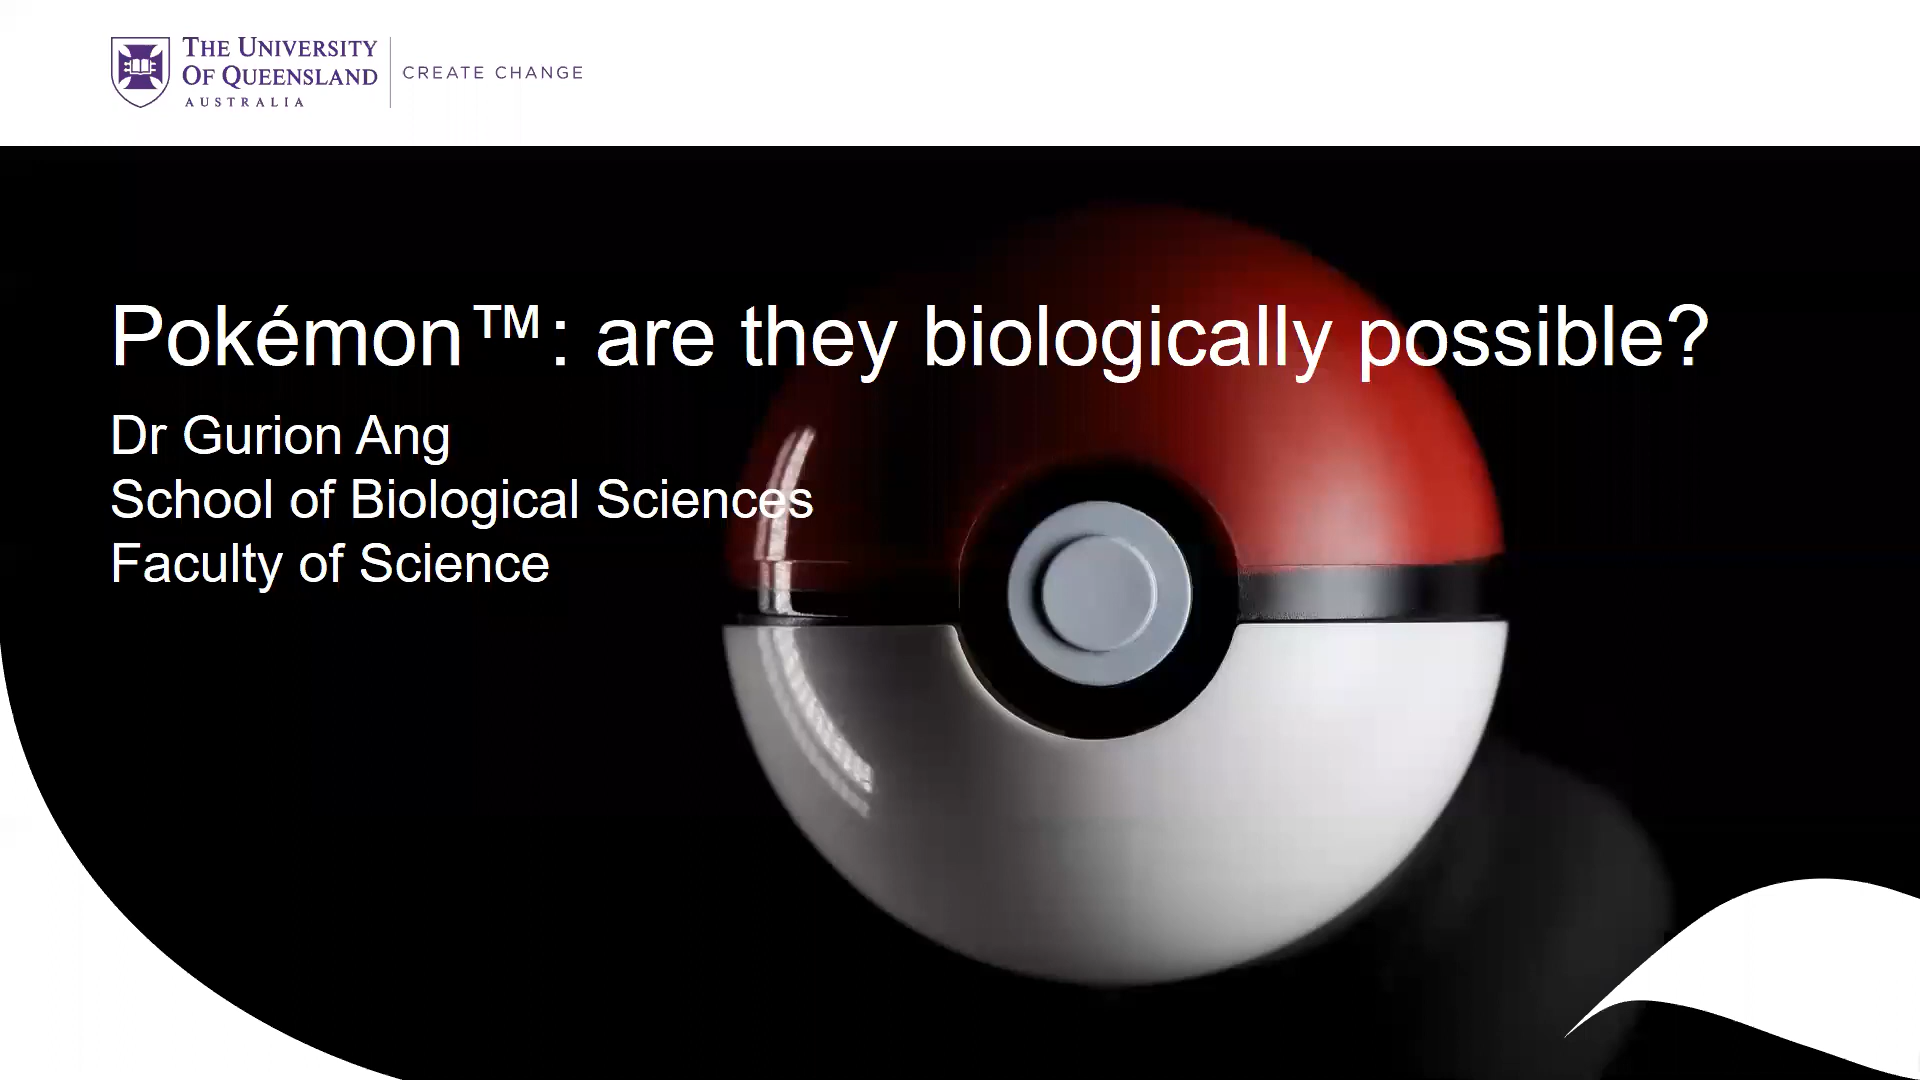 THE UNIVERSITY
OF QUEENSLAND
AUSTRALIA
CREATE CHANGE
Pokémon™: are they biologically possible?
Dr Gurion Ang
School of Biological Sciences
Faculty of Science